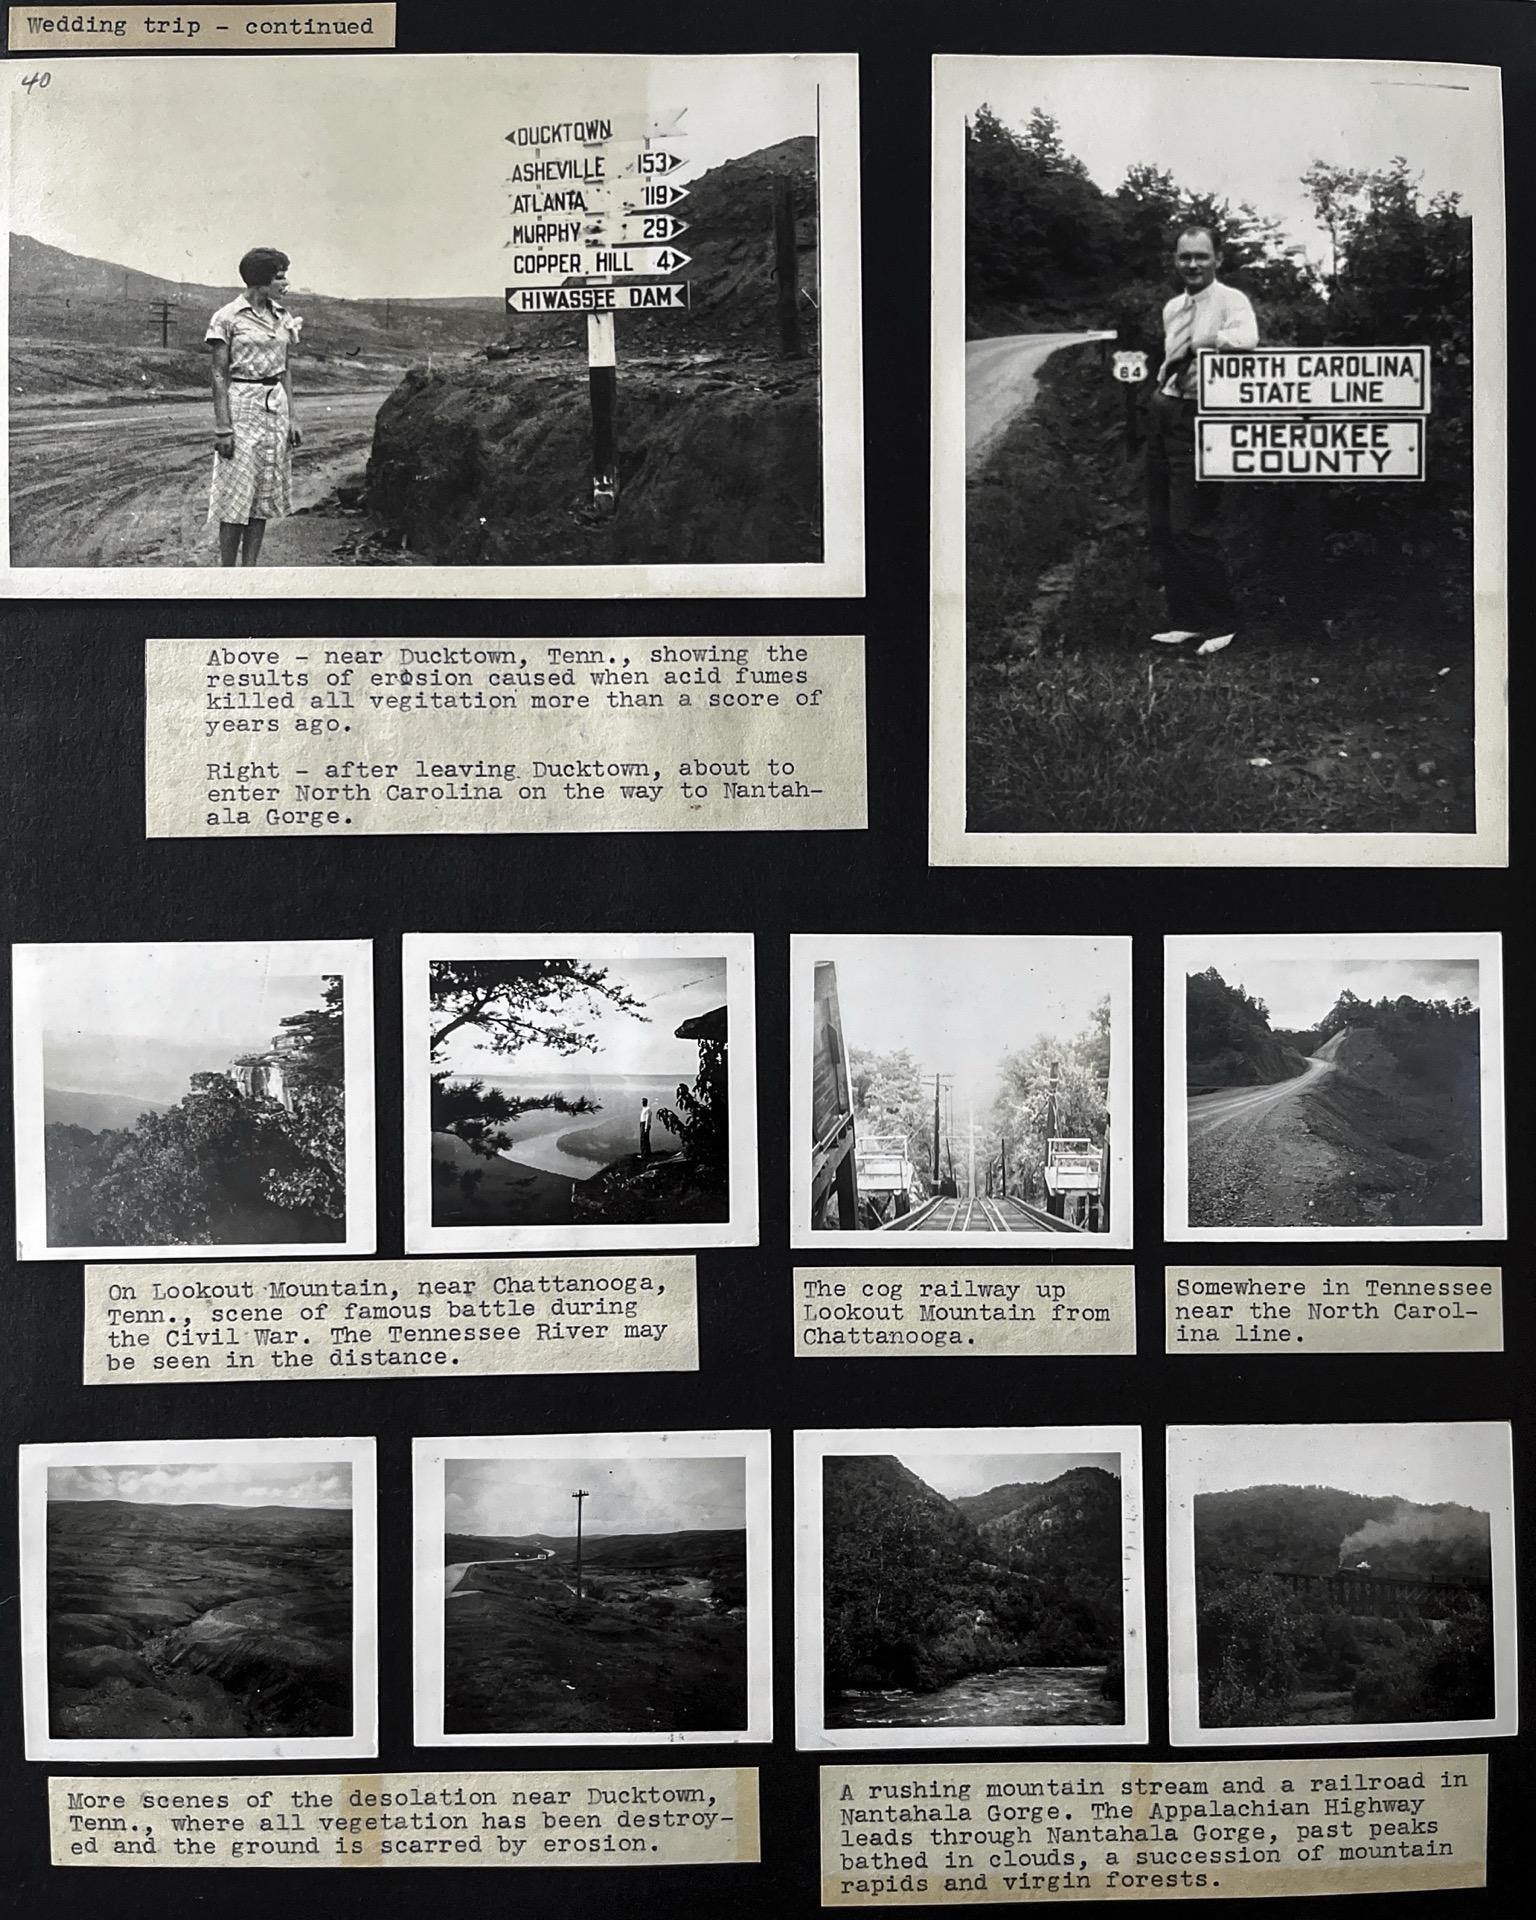 Wedding trip - continued
40
DUCKTOWN
ASHEVILLE 153
ATLANTA 119
MURPHY 29
COPPER HILL 4
HIWASSEE DAM
64
NORTH CAROLINA
STATE LINE
CHEROKEE
COUNTY
Above - near Ducktown, Tenn., showing the
results of erosion caused when acid fumes
killed all vegitation more than a score of
years ago.
Right - after leaving Ducktown, about to
enter North Carolina on the way to Nantah-
ala Gorge.
On Lookout Mountain, near Chattanooga,
Tenn., scene of famous battle during
the Civil War. The Tennessee River may
be seen in the distance.
The cog railway up
Lookout Mountain from
Chattanooga.
Somewhere in Tennessee
near the North Carol-
ina line.
More scenes of the desolation near Ducktown,
Tenn., where all vegetation has been destroy-
ed and the ground is scarred by erosion.
A rushing mountain stream and a railroad in
Nantahala Gorge. The Appalachian Highway
leads through Nantahala Gorge, past peaks
bathed in clouds, a succession of mountain
rapids and virgin forests.